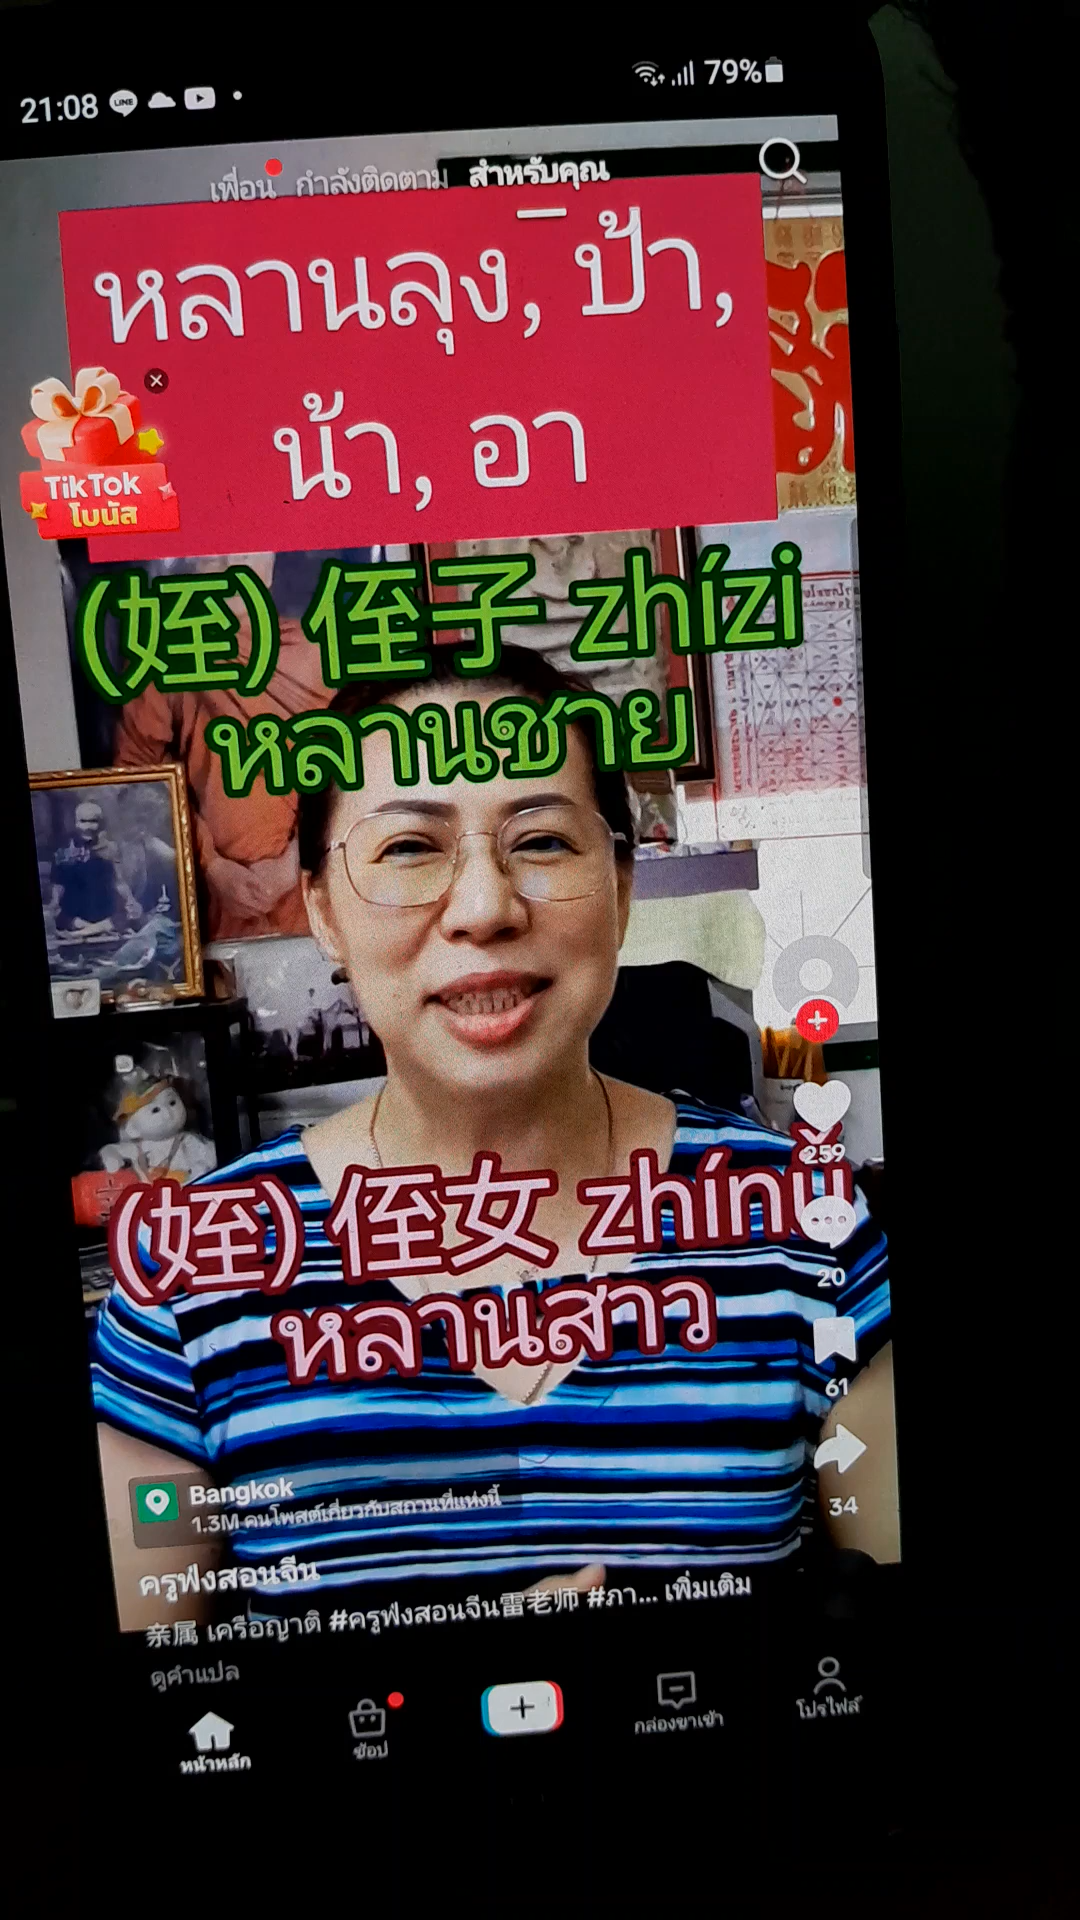 21:08 LINE 79%
เพื่อน กำลังติดตาม สำหรับคุณ
หลานลุง, ป้า,
น้า, อา
TikTok
โบนัส
(姪) 侄子 zhízi
หลานชาย
259
(姪) 侄女 zhínǚ
20
หลานสาว
61
34
Bangkok
1.3M คนโพสต์เกี่ยวกับสถานที่แห่งนี้
ครูฟ่งสอนจีน
亲属 เครือญาติ #ครูฟ่งสอนจีน雷老师 #ภา... เพิ่มเติม
ดูคำแปล
หน้าหลัก ช้อป กล่องขาเข้า โปรไฟล์